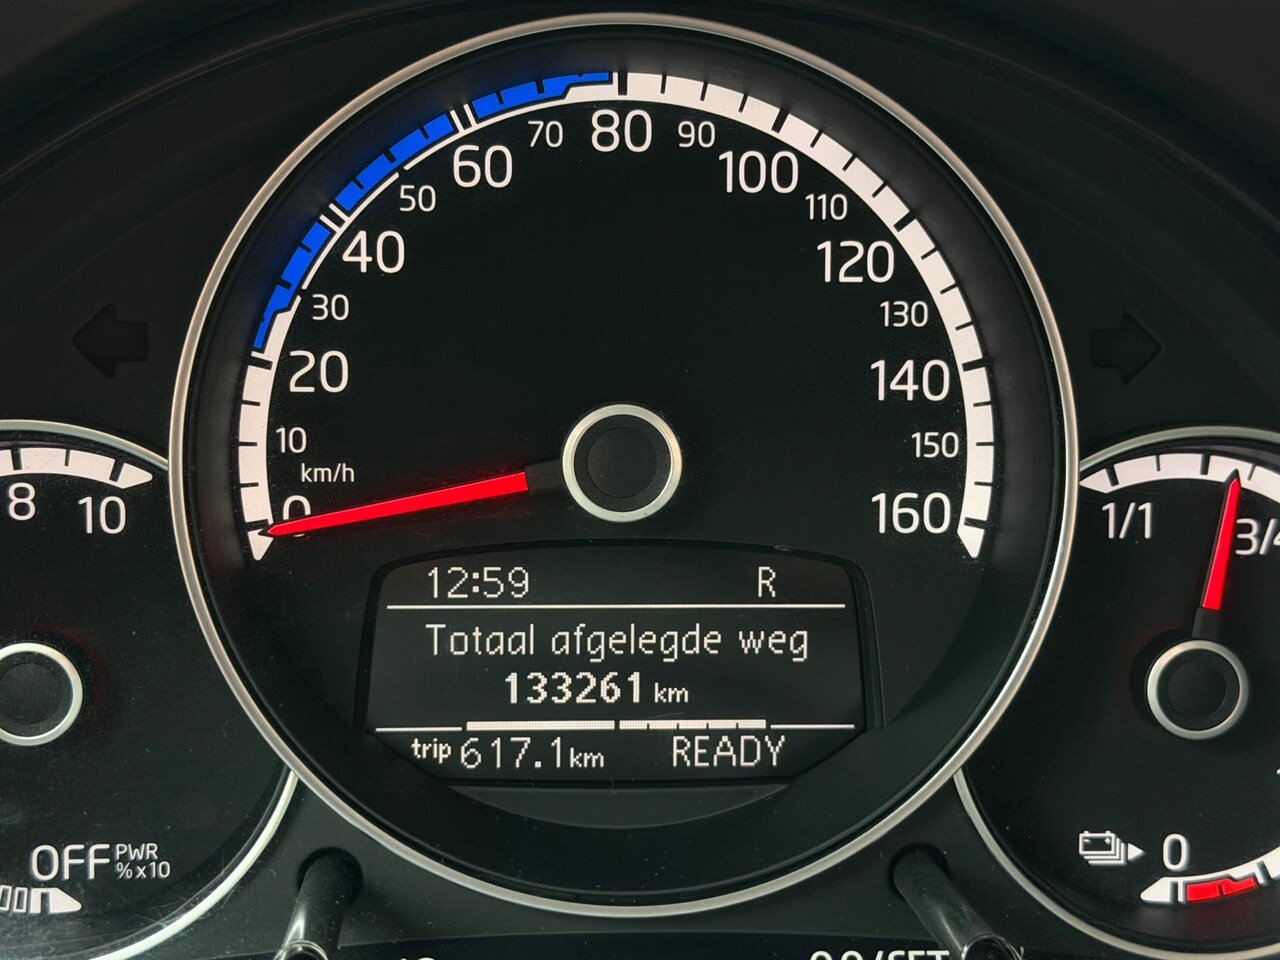 70 80 90
60 100
50 110
40 120
30 130
20 140
10 150
km/h
0 160
8 10
1/1 3/4
12:59 R
Totaal afgelegde weg
133261 km
trip 617.1 km READY
OFF PWR
%x10
0